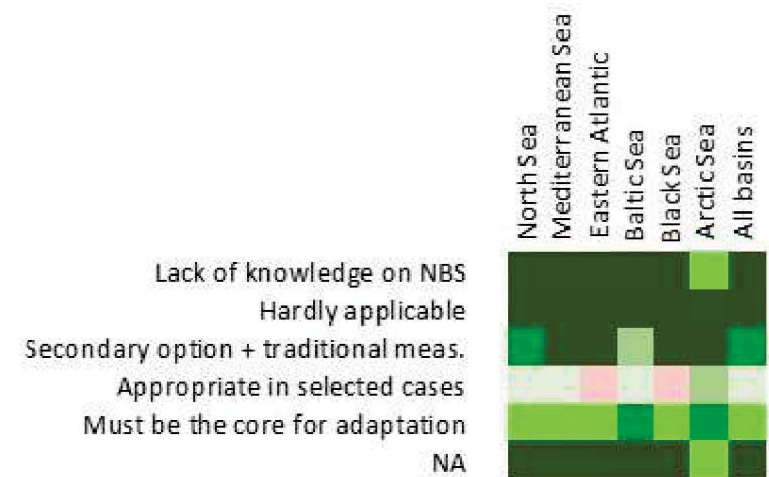 North Sea
Mediterranean Sea
Eastern Atlantic
Baltic Sea
Black Sea
Arctic Sea
All basins
Lack of knowledge on NBS
Hardly applicable
Secondary option + traditional meas.
Appropriate in selected cases
Must be the core for adaptation
NA